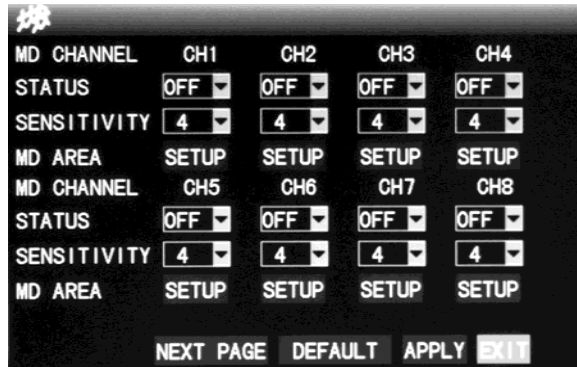 MD CHANNEL CH1 CH2 CH3 CH4
STATUS OFF OFF OFF OFF
SENSITIVITY 4 4 4 4
MD AREA SETUP SETUP SETUP SETUP
MD CHANNEL CH5 CH6 CH7 CH8
STATUS OFF OFF OFF OFF
SENSITIVITY 4 4 4 4
MD AREA SETUP SETUP SETUP SETUP
NEXT PAGE DEFAULT APPLY EXIT